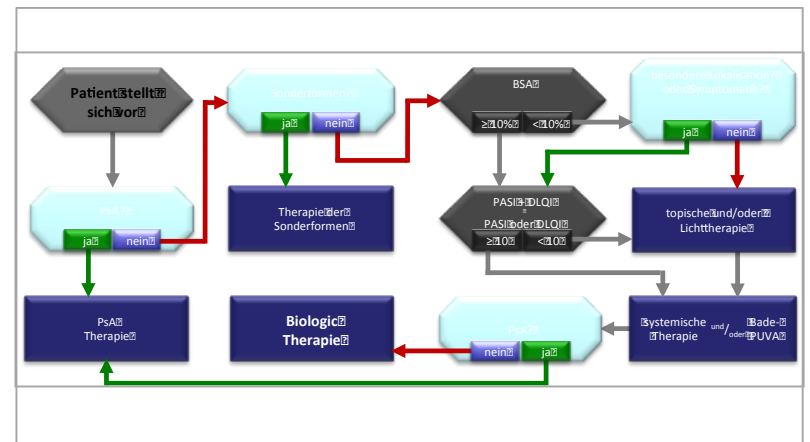 Patient stellt
sich vor
Sonderformen?
ja
nein
BSA
≥ 10%
< 10%
besondere Lokalisation?
oder Symptomatik?
ja
nein
PsA?
ja
nein
Therapie der
Sonderformen
PASI + DLQI
PASI oder DLQI
≥ 10
< 10
topische und/oder
Lichttherapie
PsA
Therapie
Biologic
Therapie
PsA?
nein
ja
systemische
Therapie
und/oder
Bade-
PUVA